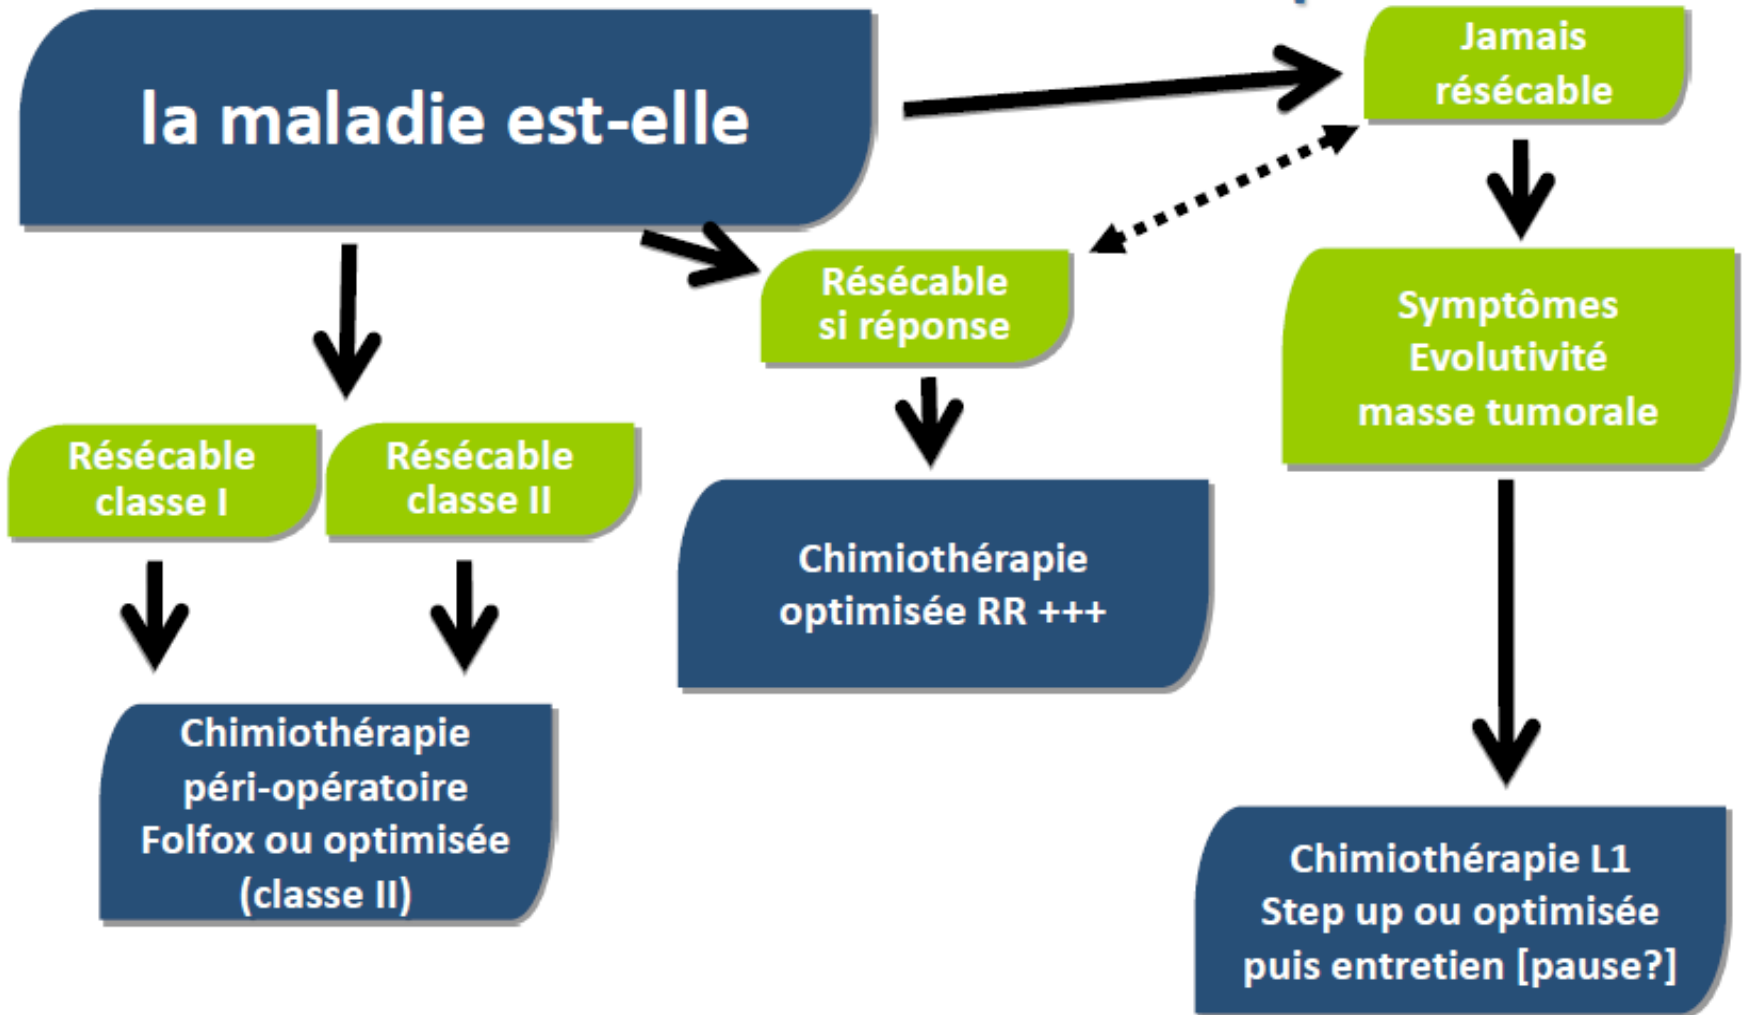 la maladie est-elle
Jamais
résécable
Résécable
si réponse
Symptômes
Evolutivité
masse tumorale
Résécable
classe I
Résécable
classe II
Chimiothérapie
optimisée RR +++
Chimiothérapie
péri-opératoire
Folfox ou optimisée
(classe II)
Chimiothérapie L1
Step up ou optimisée
puis entretien [pause?]